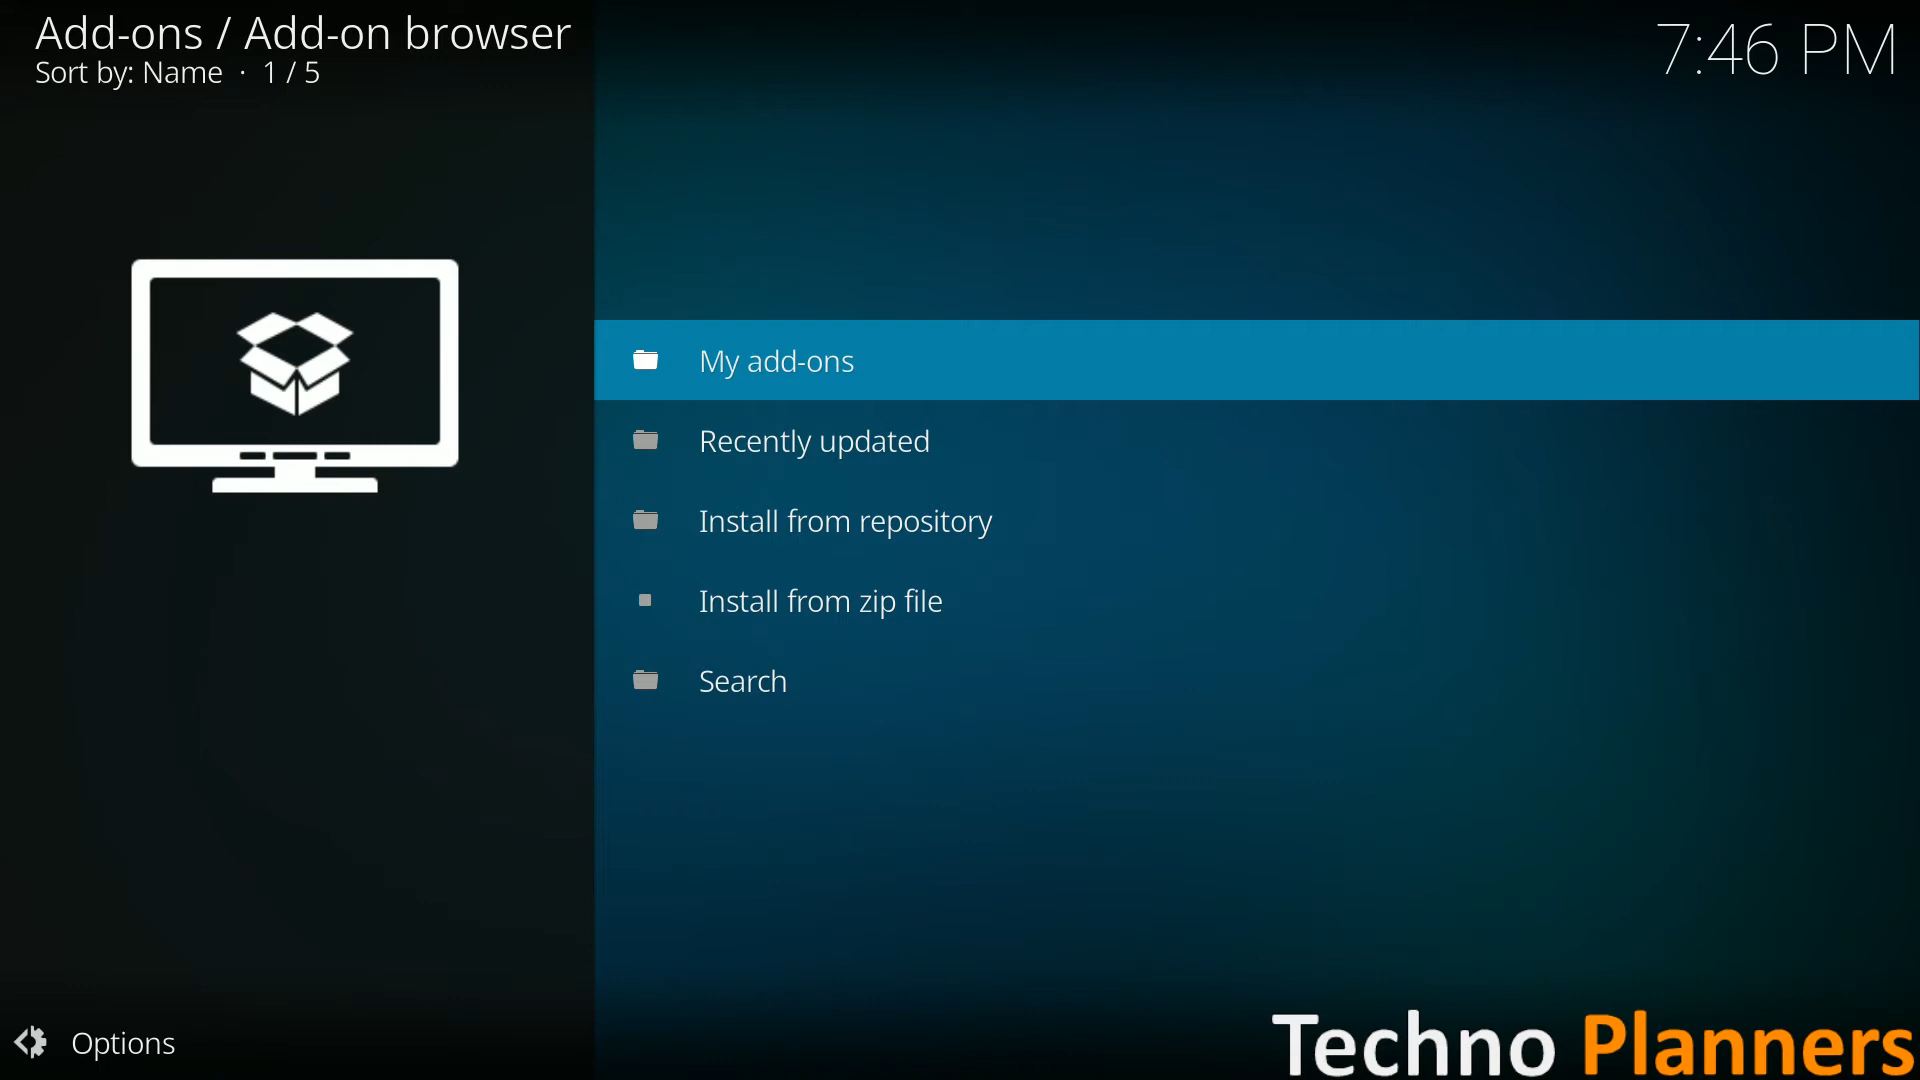 Add-ons / Add-on browser
Sort by: Name · 1 / 5
7:46 PM
My add-ons
Recently updated
Install from repository
Install from zip file
Search
Options
Techno Planners